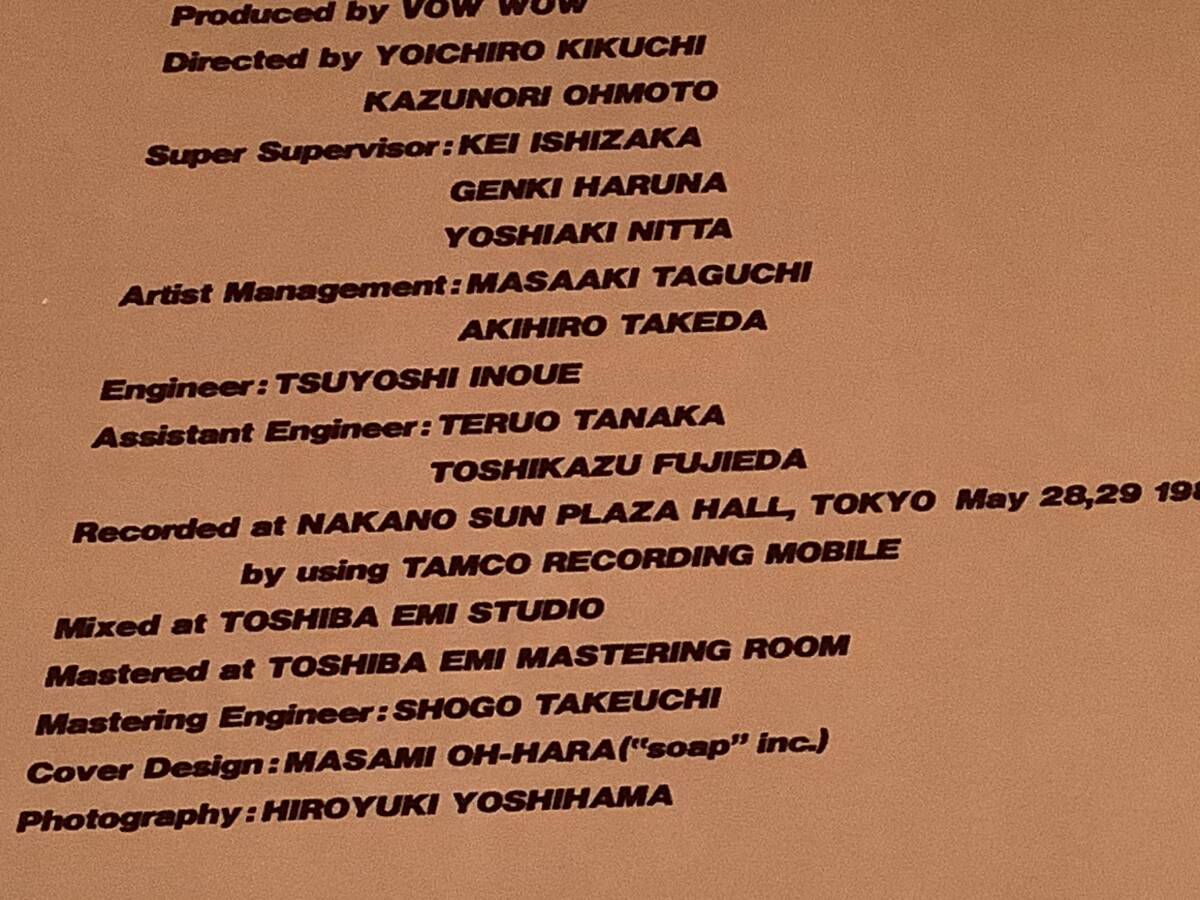 Produced by VOW WOW
Directed by YOICHIRO KIKUCHI
KAZUNORI OHMOTO
Super Supervisor:KEI ISHIZAKA
GENKI HARUNA
YOSHIAKI NITTA
Artist Management:MASAAKI TAGUCHI
AKIHIRO TAKEDA
Engineer:TSUYOSHI INOUE
Assistant Engineer:TERUO TANAKA
TOSHIKAZU FUJIEDA
Recorded at NAKANO SUN PLAZA HALL, TOKYO May 28,29
by using TAMCO RECORDING MOBILE
Mixed at TOSHIBA EMI STUDIO
Mastered at TOSHIBA EMI MASTERING ROOM
Mastering Engineer:SHOGO TAKEUCHI
Cover Design:MASAMI OH-HARA("soap" inc.)
Photography:HIROYUKI YOSHIHAMA